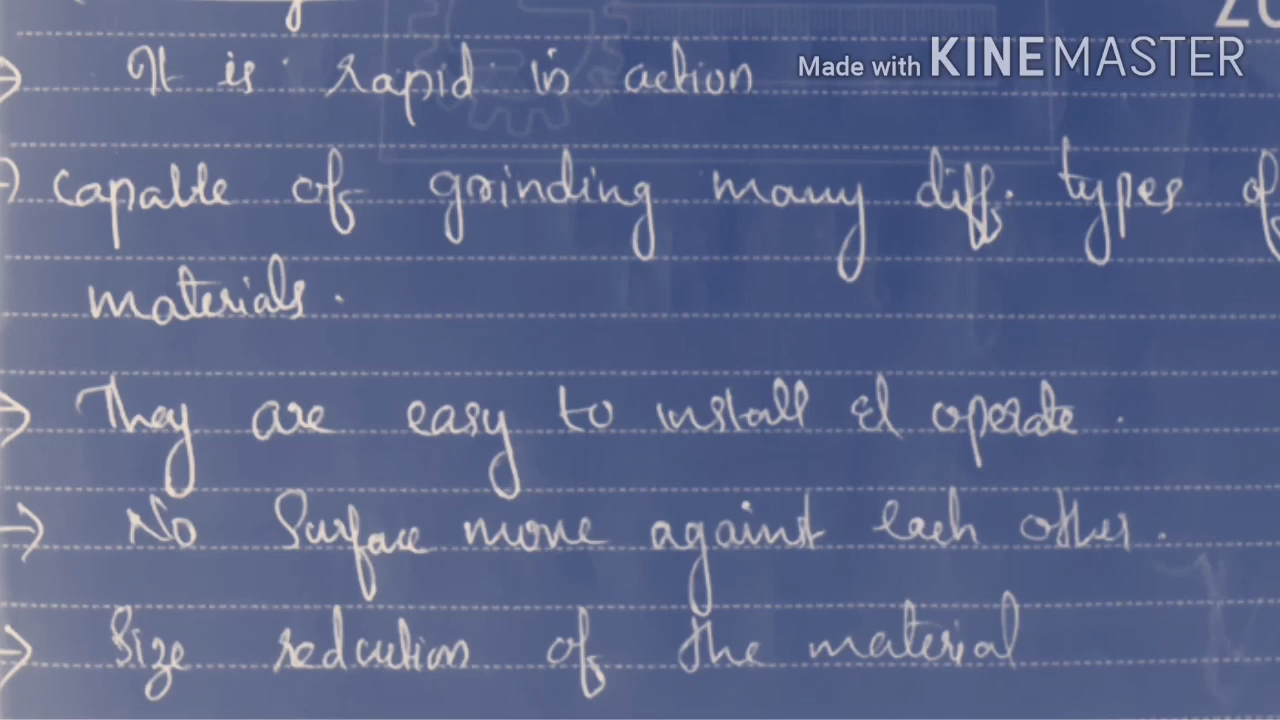 → It is rapid in action
Made with KINEMASTER
→ capable of grinding many diff. types of
materials.
→ They are easy to install & operate.
→ No Surface move against each other.
→ Size reduction of the material